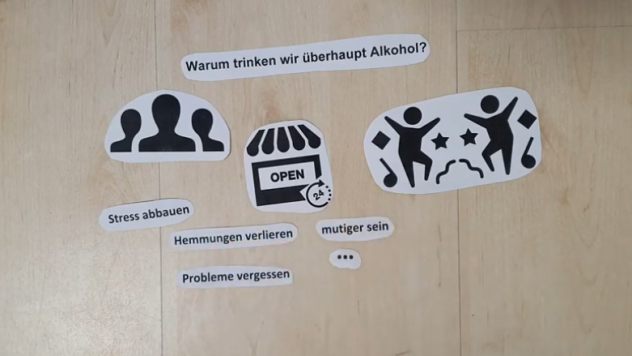 Warum trinken wir überhaupt Alkohol?
OPEN
24
Stress abbauen
Hemmungen verlieren
mutiger sein
...
Probleme vergessen